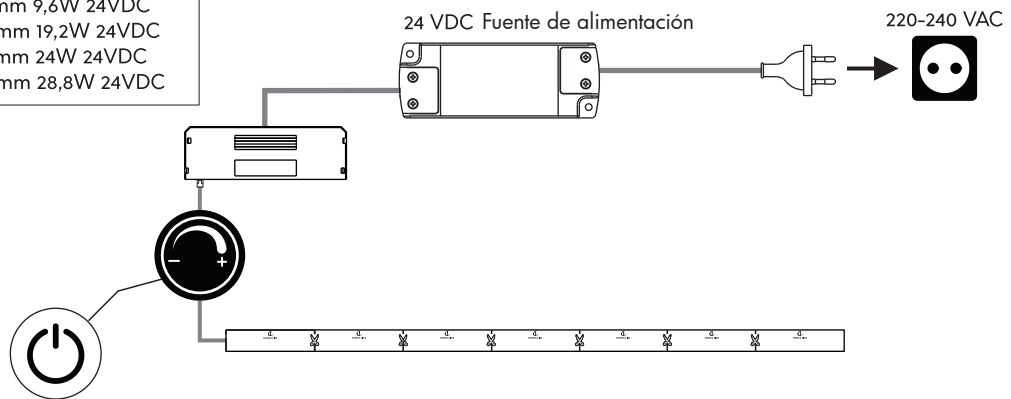 mm 9,6W 24VDC
mm 19,2W 24VDC
mm 24W 24VDC
mm 28,8W 24VDC
24 VDC Fuente de alimentación
220-240 VAC
− +